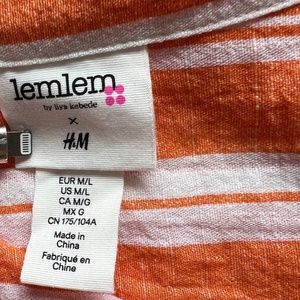 lemlem
by liya kebede
×
H&M
EUR M/L
US M/L
CA M/G
MX G
CN 175/104A
Made in
China
Fabriqué en
Chine